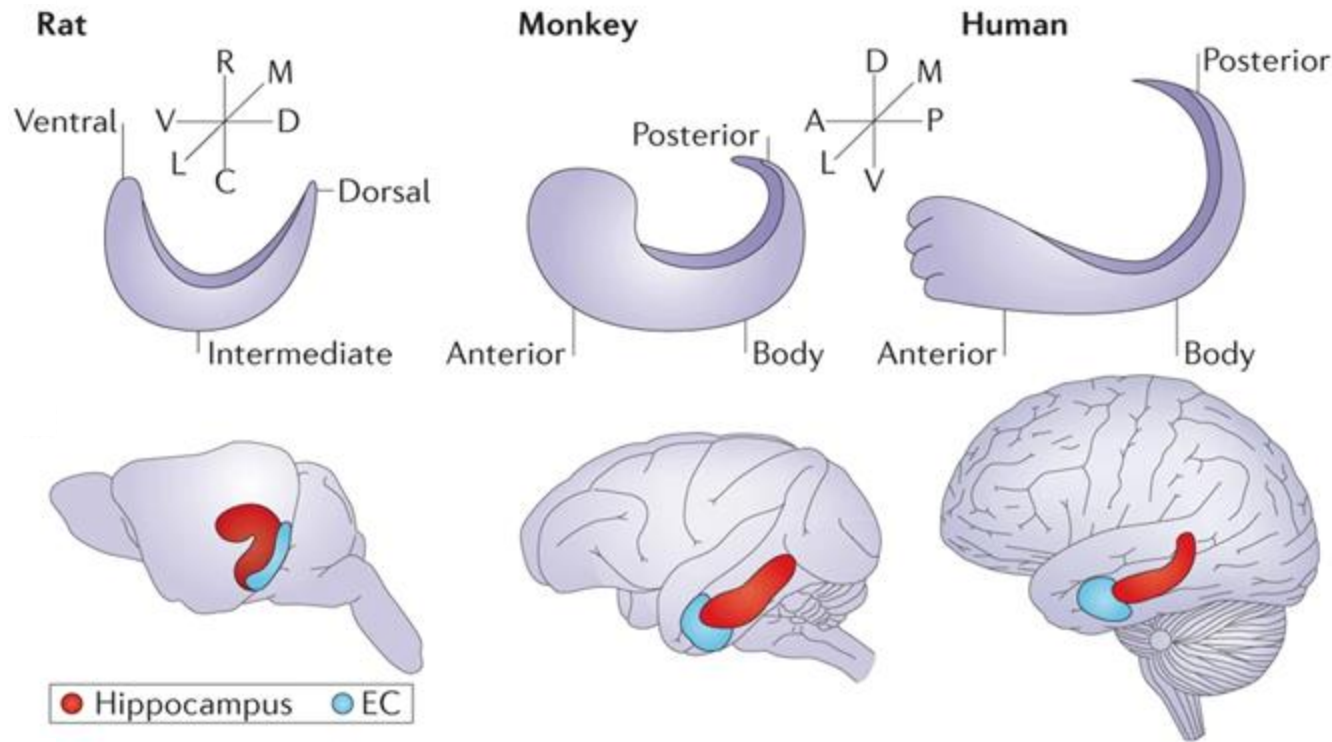 Rat
Monkey
Human
R
M
V
D
L
C
Ventral
Dorsal
Intermediate
Posterior
Anterior
Body
D
M
A
P
L
V
Posterior
Anterior
Body
Hippocampus
EC